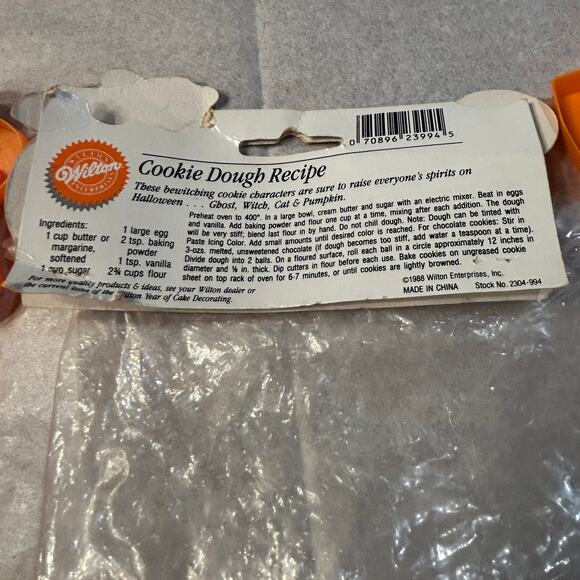 WILTON
Wilton
ENTERPRISES
0 70896 23994 5
Cookie Dough Recipe
These bewitching cookie characters are sure to raise everyone's spirits on
Halloween . . . Ghost, Witch, Cat & Pumpkin.
Ingredients:
1 cup butter or
margarine,
softened
1 cup sugar
1 large egg
2 tsp. baking
powder
1 tsp. vanilla
2¾ cups flour
Preheat oven to 400°. In a large bowl, cream butter and sugar with an electric mixer. Beat in eggs
and vanilla. Add baking powder and flour one cup at a time, mixing after each addition. The dough
will be very stiff; blend last flour in by hand. Do not chill dough. Note: Dough can be tinted with
Paste Icing Color. Add small amounts until desired color is reached. For chocolate cookies: Stir in
3-ozs. melted, unsweetened chocolate (if dough becomes too stiff, add water a teaspoon at a time).
Divide dough into 2 balls. On a floured surface, roll each ball in a circle approximately 12 inches in
diameter and ⅛ in. thick. Dip cutters in flour before each use. Bake cookies on ungreased cookie
sheet on top rack of oven for 6-7 minutes, or until cookies are lightly browned.
For more quality products & ideas, see your Wilton dealer or
the current issue of the Wilton Year of Cake Decorating.
©1988 Wilton Enterprises, Inc.
MADE IN CHINA Stock No. 2304-994